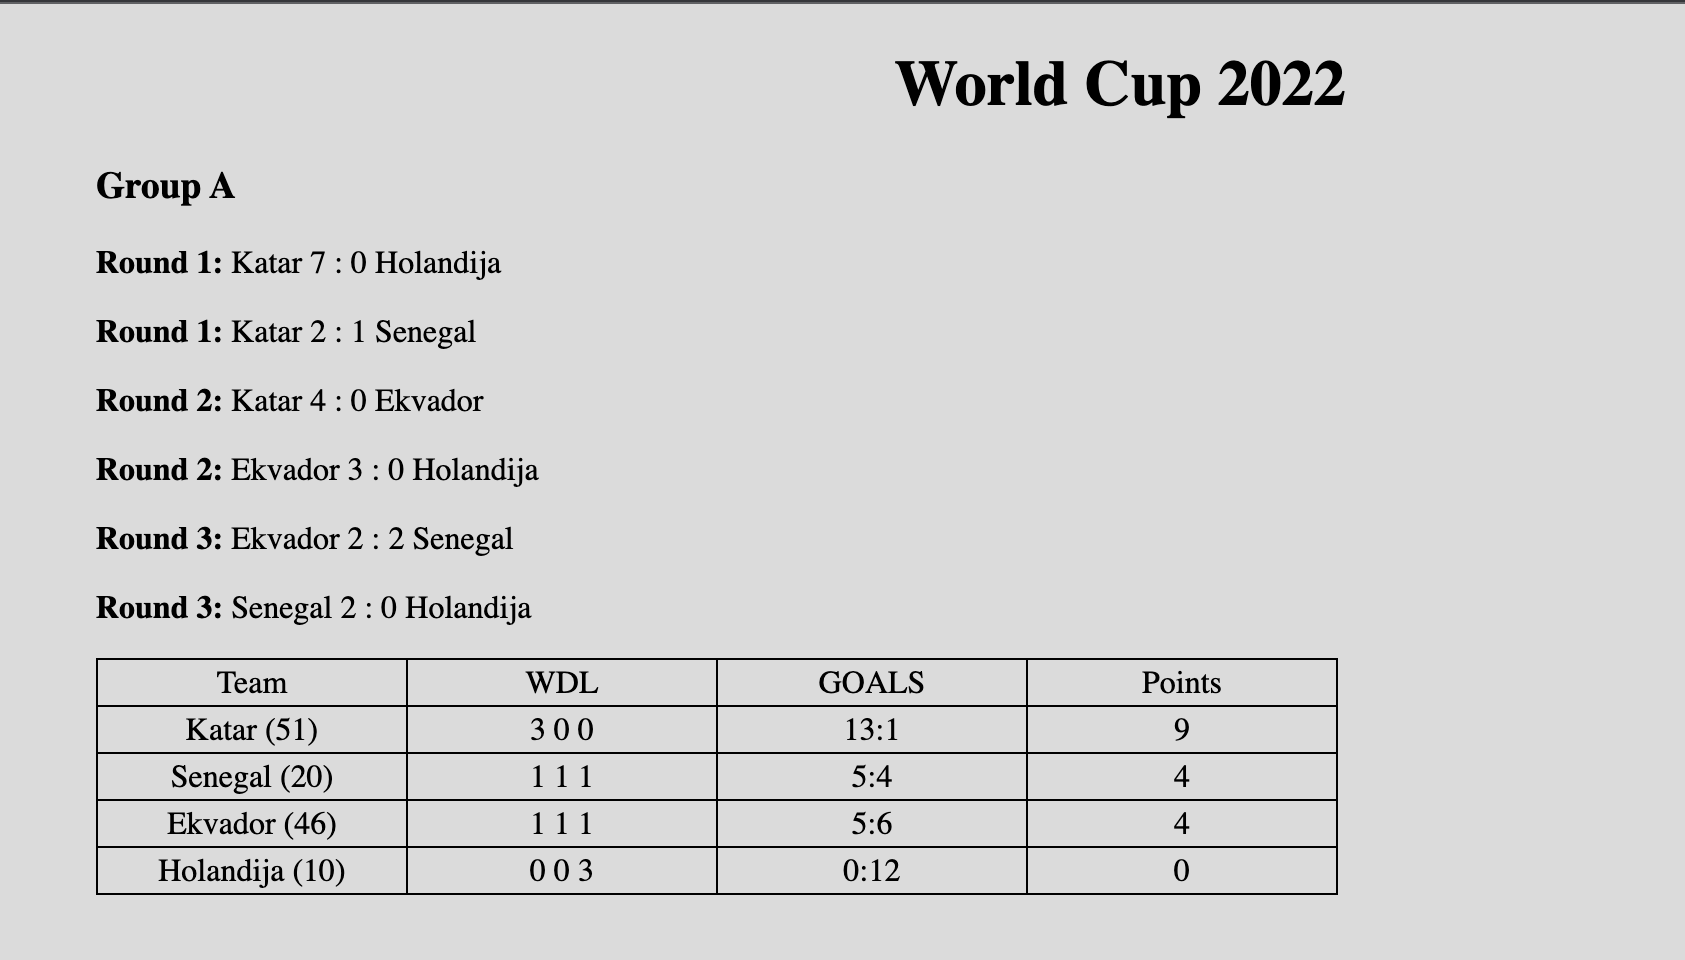 World Cup 2022
Group A
Round 1: Katar 7 : 0 Holandija
Round 1: Katar 2 : 1 Senegal
Round 2: Katar 4 : 0 Ekvador
Round 2: Ekvador 3 : 0 Holandija
Round 3: Ekvador 2 : 2 Senegal
Round 3: Senegal 2 : 0 Holandija
Team WDL GOALS Points
Katar (51) 3 0 0 13:1 9
Senegal (20) 1 1 1 5:4 4
Ekvador (46) 1 1 1 5:6 4
Holandija (10) 0 0 3 0:12 0